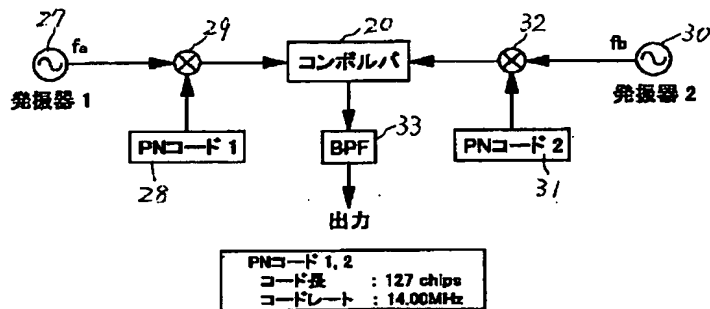 27
29
20
32
30
fa
fb
コンボルバ
発振器 1
発振器 2
33
PNコード 1
BPF
PNコード 2
28
31
出力
PNコード 1, 2
コード長 : 127 chips
コードレート : 14.00MHz